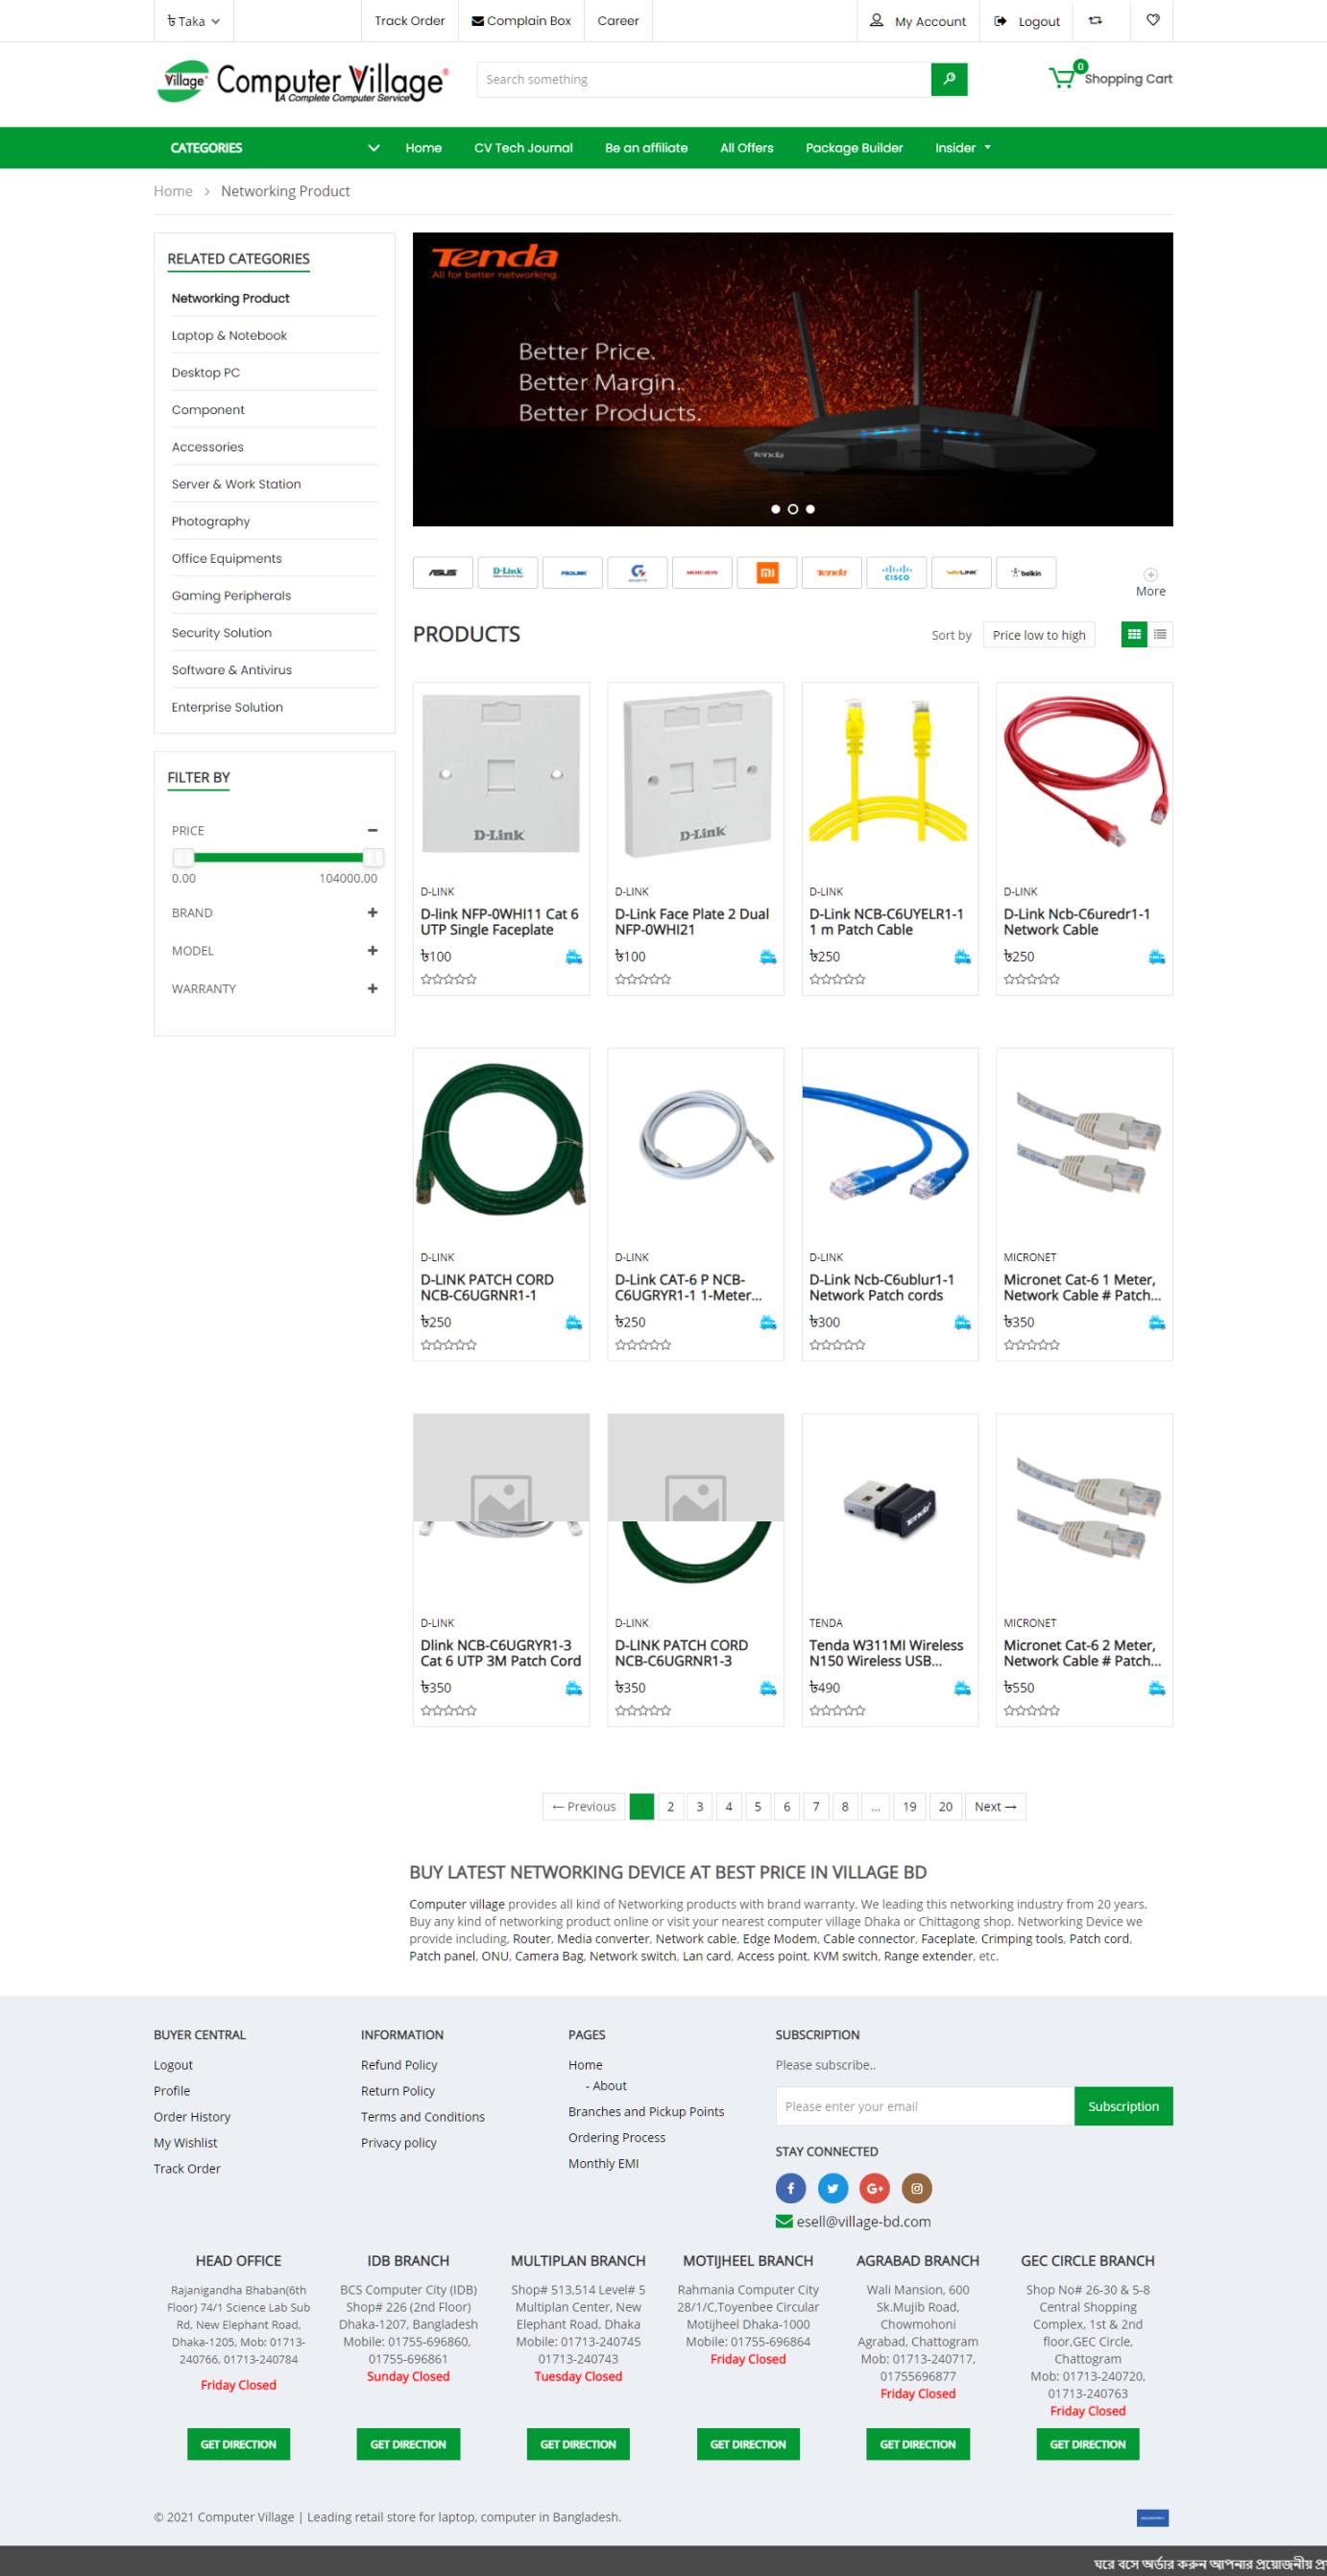 ৳ Taka
Track Order
Complain Box
Career
My Account
Logout
Village
Computer Village
A Complete Computer Service
Search something
0
Shopping Cart
CATEGORIES
Home
CV Tech Journal
Be an affiliate
All Offers
Package Builder
Insider
Home > Networking Product
RELATED CATEGORIES
Networking Product
Laptop & Notebook
Desktop PC
Component
Accessories
Server & Work Station
Photography
Office Equipments
Gaming Peripherals
Security Solution
Software & Antivirus
Enterprise Solution
FILTER BY
PRICE
0.00 104000.00
BRAND
MODEL
WARRANTY
Tenda
All for better networking
Better Price.
Better Margin.
Better Products.
Tenda
ASUS
D-Link
PROLINK
MERCUSYS
mi
Tenda
CISCO
WAVLINK
belkin
More
PRODUCTS
Sort by
Price low to high
D-Link
D-LINK
D-link NFP-0WHI11 Cat 6
UTP Single Faceplate
৳100
D-Link
D-LINK
D-Link Face Plate 2 Dual
NFP-0WHI21
৳100
D-LINK
D-Link NCB-C6UYELR1-1
1 m Patch Cable
৳250
D-LINK
D-Link Ncb-C6uredr1-1
Network Cable
৳250
D-LINK
D-LINK PATCH CORD
NCB-C6UGRNR1-1
৳250
D-LINK
D-Link CAT-6 P NCB-
C6UGRYR1-1 1-Meter...
৳250
D-LINK
D-Link Ncb-C6ublur1-1
Network Patch cords
৳300
MICRONET
Micronet Cat-6 1 Meter,
Network Cable # Patch...
৳350
D-LINK
Dlink NCB-C6UGRYR1-3
Cat 6 UTP 3M Patch Cord
৳350
D-LINK
D-LINK PATCH CORD
NCB-C6UGRNR1-3
৳350
Tenda
TENDA
Tenda W311MI Wireless
N150 Wireless USB...
৳490
MICRONET
Micronet Cat-6 2 Meter,
Network Cable # Patch...
৳550
← Previous 2 3 4 5 6 7 8 ... 19 20 Next →
BUY LATEST NETWORKING DEVICE AT BEST PRICE IN VILLAGE BD
Computer village provides all kind of Networking products with brand warranty. We leading this networking industry from 20 years.
Buy any kind of networking product online or visit your nearest computer village Dhaka or Chittagong shop. Networking Device we
provide including, Router, Media converter, Network cable, Edge Modem, Cable connector, Faceplate, Crimping tools, Patch cord,
Patch panel, ONU, Camera Bag, Network switch, Lan card, Access point, KVM switch, Range extender, etc.
BUYER CENTRAL
Logout
Profile
Order History
My Wishlist
Track Order
INFORMATION
Refund Policy
Return Policy
Terms and Conditions
Privacy policy
PAGES
Home
- About
Branches and Pickup Points
Ordering Process
Monthly EMI
SUBSCRIPTION
Please subscribe..
Please enter your email
Subscription
STAY CONNECTED
esell@village-bd.com
HEAD OFFICE
Rajanigandha Bhaban(6th
Floor) 74/1 Science Lab Sub
Rd, New Elephant Road,
Dhaka-1205, Mob: 01713-
240766, 01713-240784
Friday Closed
GET DIRECTION
IDB BRANCH
BCS Computer City (IDB)
Shop# 226 (2nd Floor)
Dhaka-1207, Bangladesh
Mobile: 01755-696860,
01755-696861
Sunday Closed
GET DIRECTION
MULTIPLAN BRANCH
Shop# 513,514 Level# 5
Multiplan Center, New
Elephant Road, Dhaka
Mobile: 01713-240745
01713-240743
Tuesday Closed
GET DIRECTION
MOTIJHEEL BRANCH
Rahmania Computer City
28/1/C,Toyenbee Circular
Motijheel Dhaka-1000
Mobile: 01755-696864
Friday Closed
GET DIRECTION
AGRABAD BRANCH
Wali Mansion, 600
Sk.Mujib Road,
Chowmohoni
Agrabad, Chattogram
Mob: 01713-240717,
01755696877
Friday Closed
GET DIRECTION
GEC CIRCLE BRANCH
Shop No# 26-30 & 5-8
Central Shopping
Complex, 1st & 2nd
floor,GEC Circle,
Chattogram
Mob: 01713-240720,
01713-240763
Friday Closed
GET DIRECTION
© 2021 Computer Village | Leading retail store for laptop, computer in Bangladesh.
ঘরে বসে অর্ডার করুন আপনার প্রয়োজনীয়